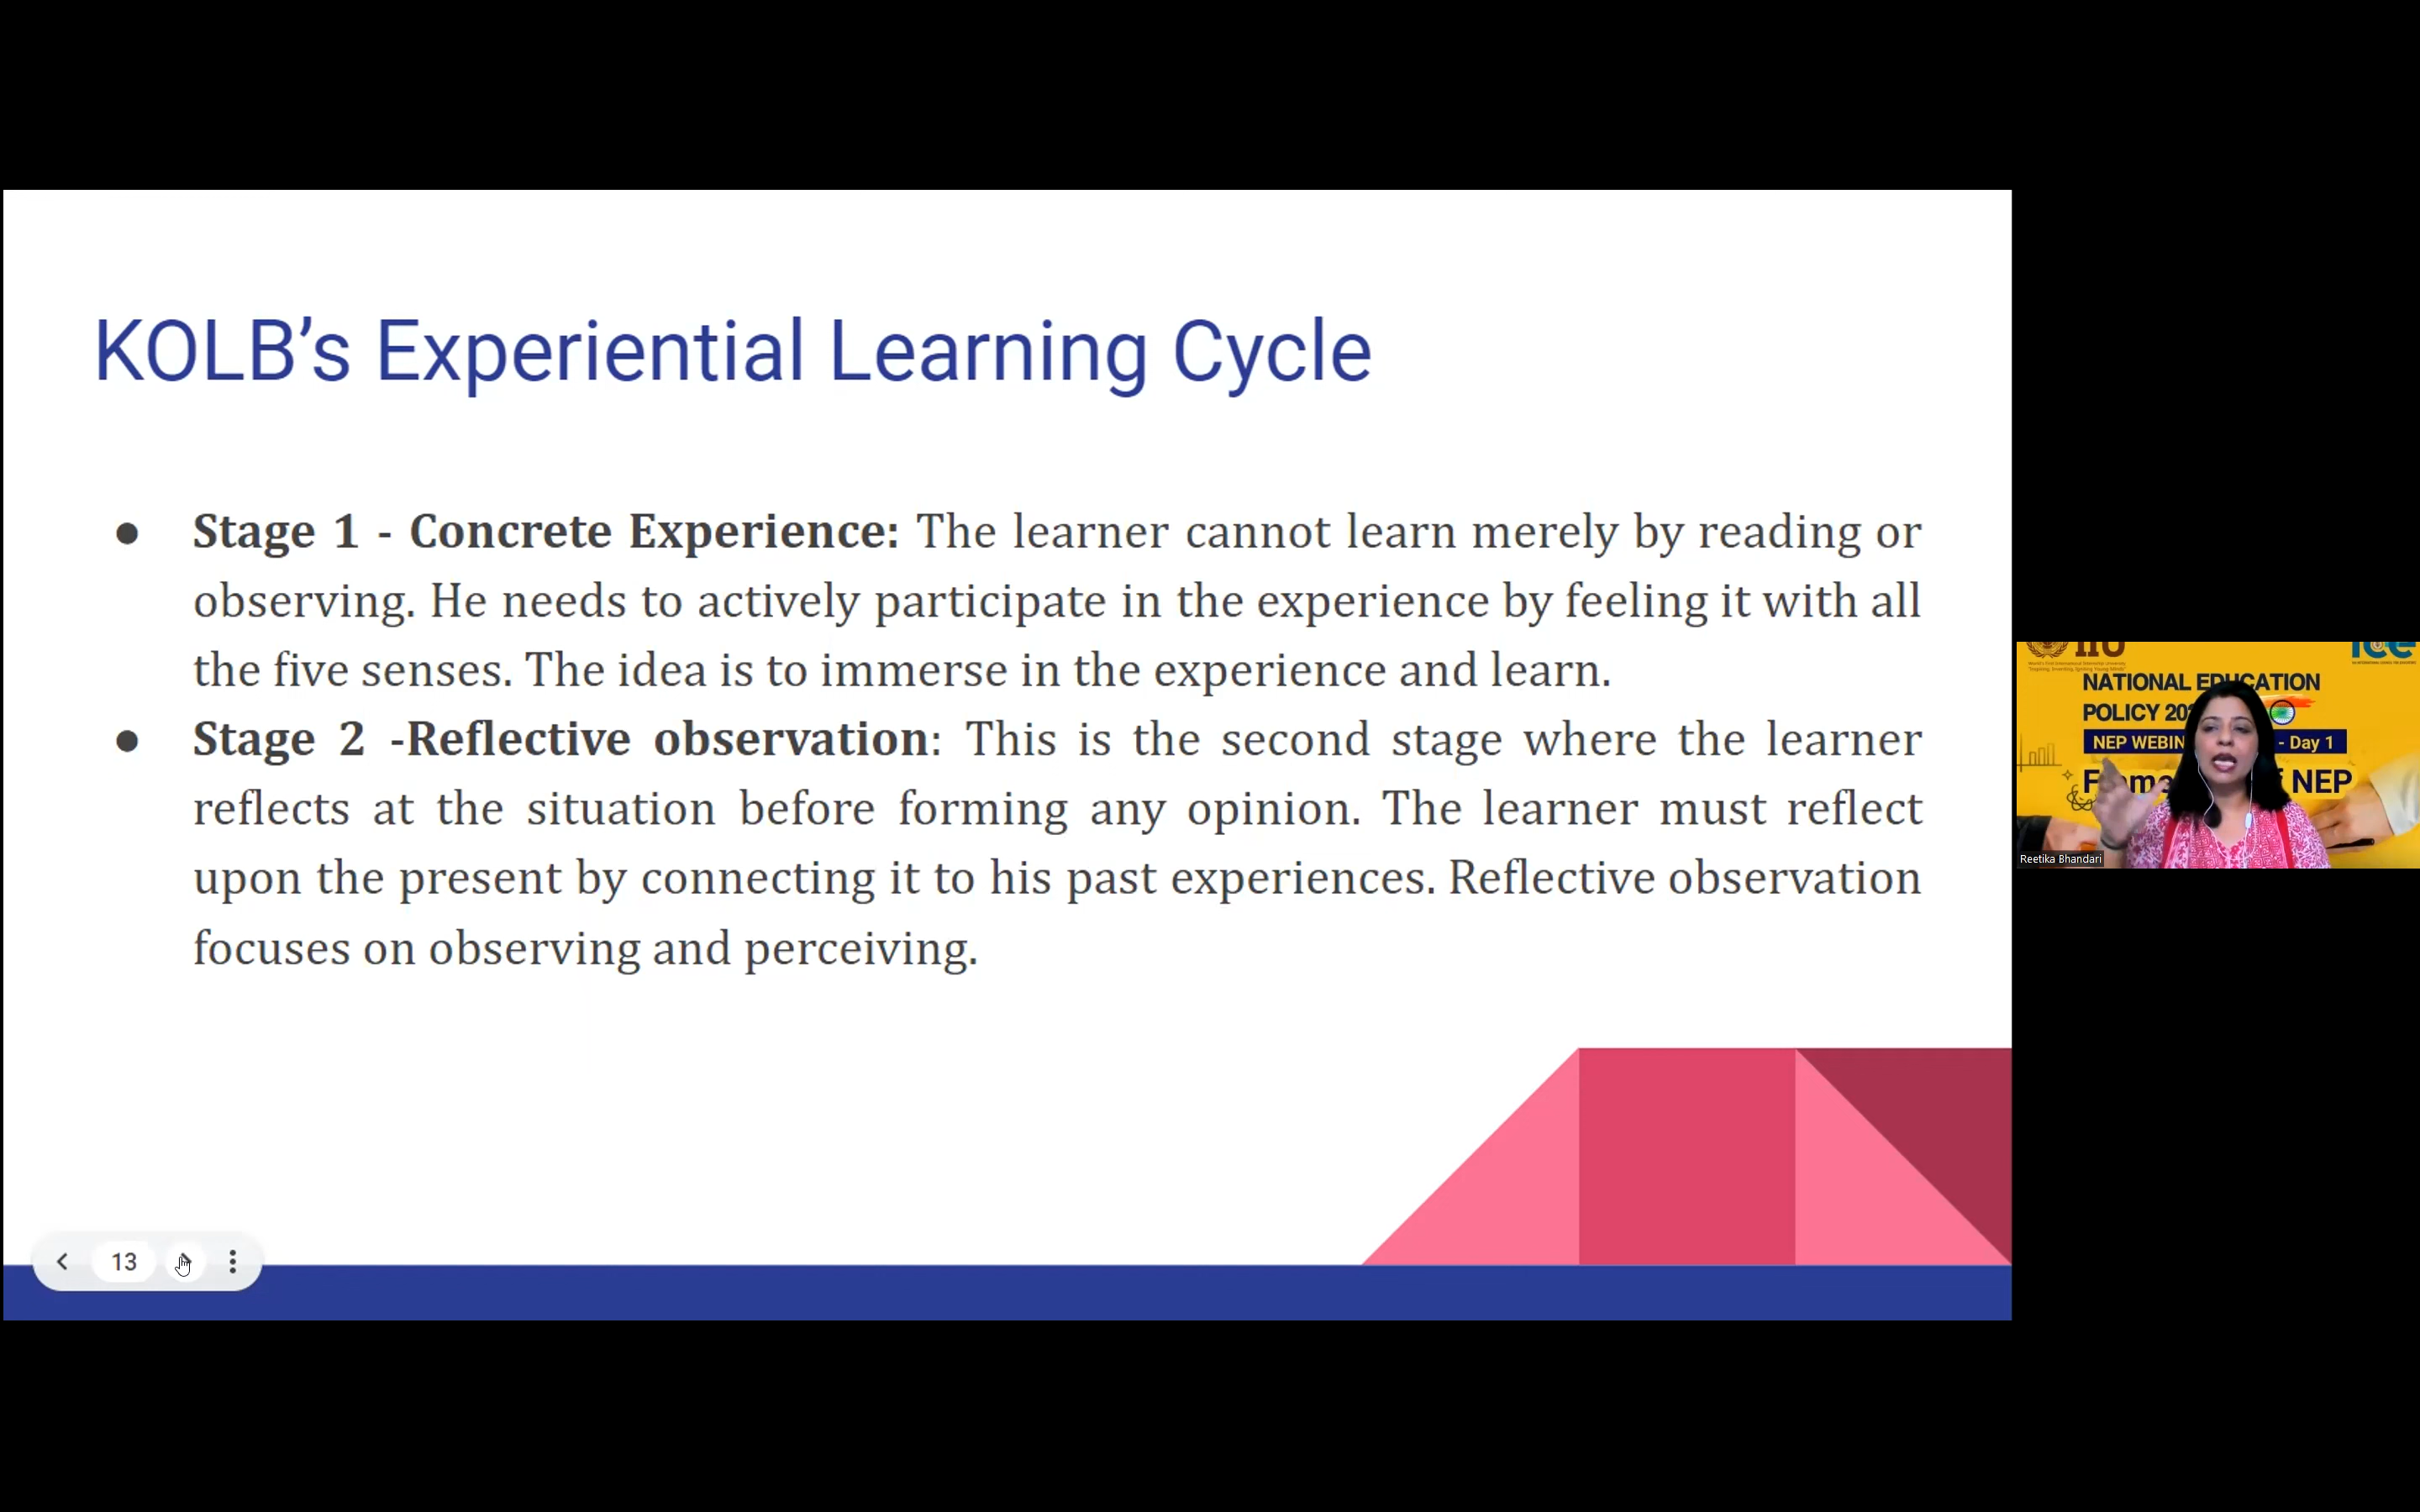 KOLB’s Experiential Learning Cycle
● Stage 1 - Concrete Experience: The learner cannot learn merely by reading or
observing. He needs to actively participate in the experience by feeling it with all
the five senses. The idea is to immerse in the experience and learn.
● Stage 2 -Reflective observation: This is the second stage where the learner
reflects at the situation before forming any opinion. The learner must reflect
upon the present by connecting it to his past experiences. Reflective observation
focuses on observing and perceiving.
13
IIU
ice
NATIONAL EDUCATION
POLICY
NEP
- Day 1
NEP
Reetika Bhandari